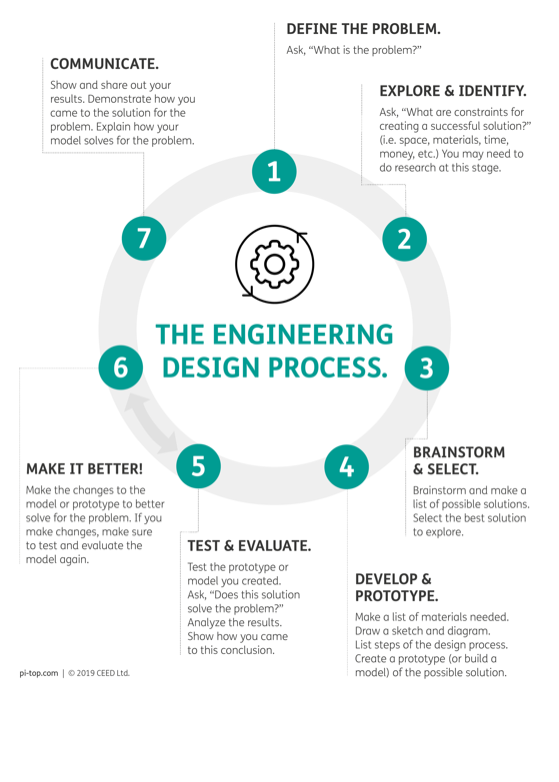 DEFINE THE PROBLEM.
Ask, “What is the problem?”
1
EXPLORE & IDENTIFY.
Ask, “What are constraints for
creating a successful solution?”
(i.e. space, materials, time,
money, etc.) You may need to
do research at this stage.
2
THE ENGINEERING
DESIGN PROCESS.
3
BRAINSTORM
& SELECT.
Brainstorm and make a
list of possible solutions.
Select the best solution
to explore.
4
DEVELOP &
PROTOTYPE.
Make a list of materials needed.
Draw a sketch and diagram.
List steps of the design process.
Create a prototype (or build a
model) of the possible solution.
5
TEST & EVALUATE.
Test the prototype or
model you created.
Ask, “Does this solution
solve the problem?”
Analyze the results.
Show how you came
to this conclusion.
6
MAKE IT BETTER!
Make the changes to the
model or prototype to better
solve for the problem. If you
make changes, make sure
to test and evaluate the
model again.
7
COMMUNICATE.
Show and share out your
results. Demonstrate how you
came to the solution for the
problem. Explain how your
model solves for the problem.
pi-top.com | © 2019 CEED Ltd.